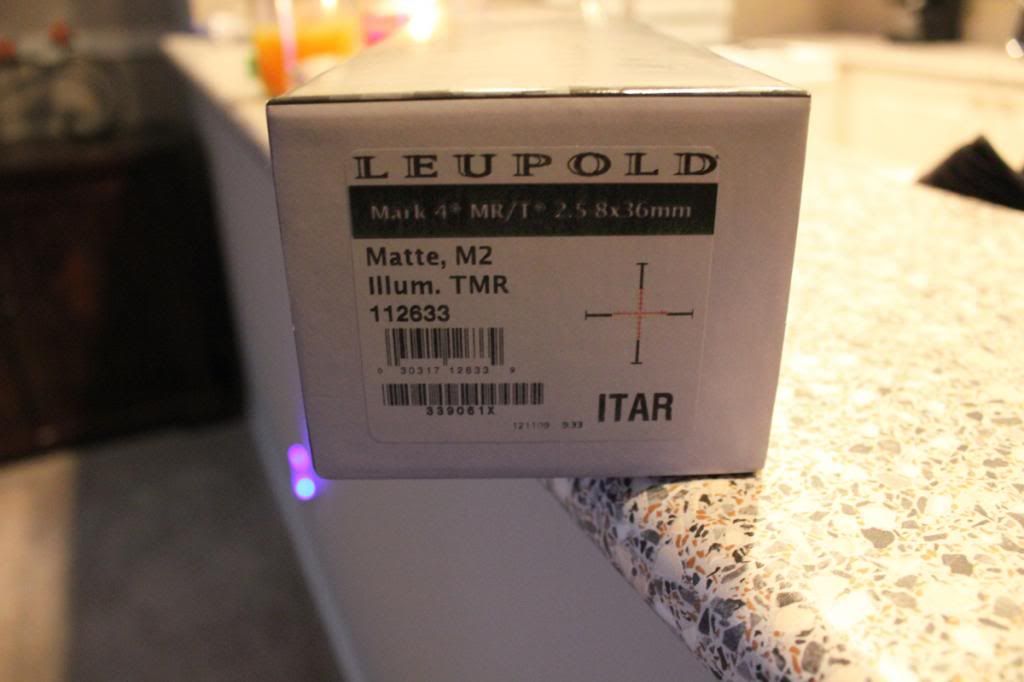 LEUPOLD
Mark 4® MR/T® 2.5-8x36mm
Matte, M2
Illum. TMR
112633
0 30317 12633 9
339061X
ITAR
121109 9:33